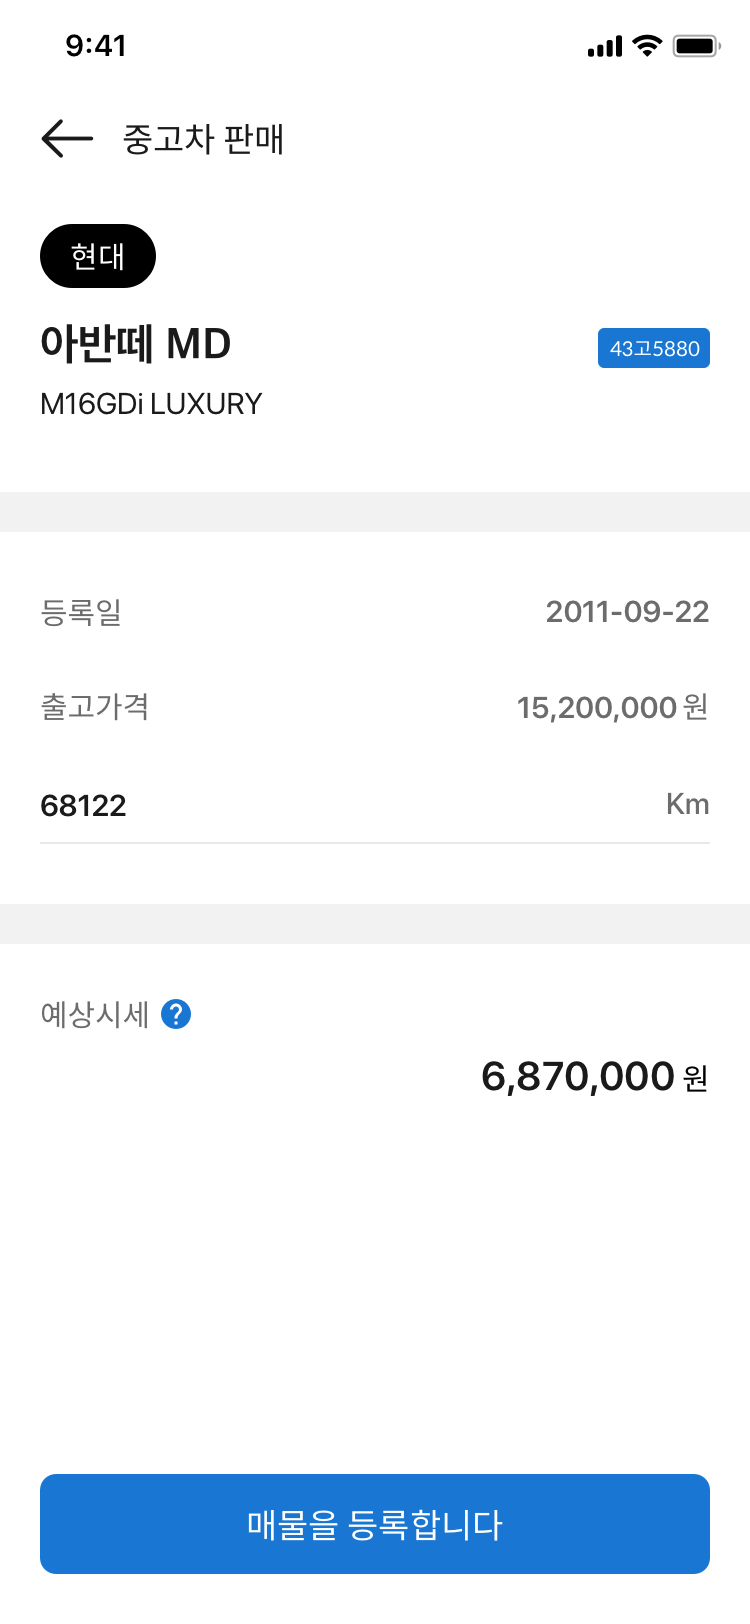 9:41
중고차 판매
현대
아반떼 MD
43고5880
M16GDi LUXURY
등록일 2011-09-22
출고가격 15,200,000 원
68122 Km
예상시세 ?
6,870,000 원
매물을 등록합니다